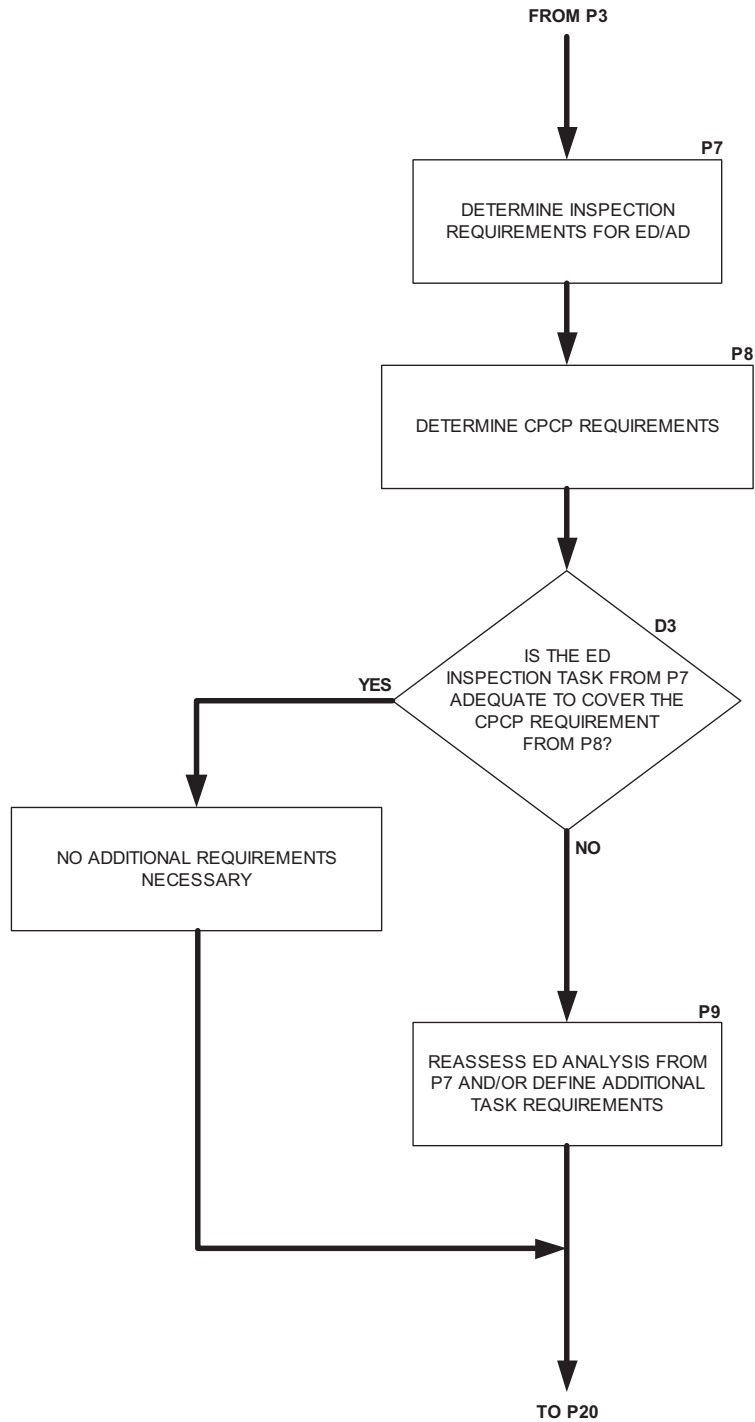 FROM P3
P7
DETERMINE INSPECTION
REQUIREMENTS FOR ED/AD
P8
DETERMINE CPCP REQUIREMENTS
D3
IS THE ED
INSPECTION TASK FROM P7
ADEQUATE TO COVER THE
CPCP REQUIREMENT
FROM P8?
YES
NO ADDITIONAL REQUIREMENTS
NECESSARY
NO
P9
REASSESS ED ANALYSIS FROM
P7 AND/OR DEFINE ADDITIONAL
TASK REQUIREMENTS
TO P20